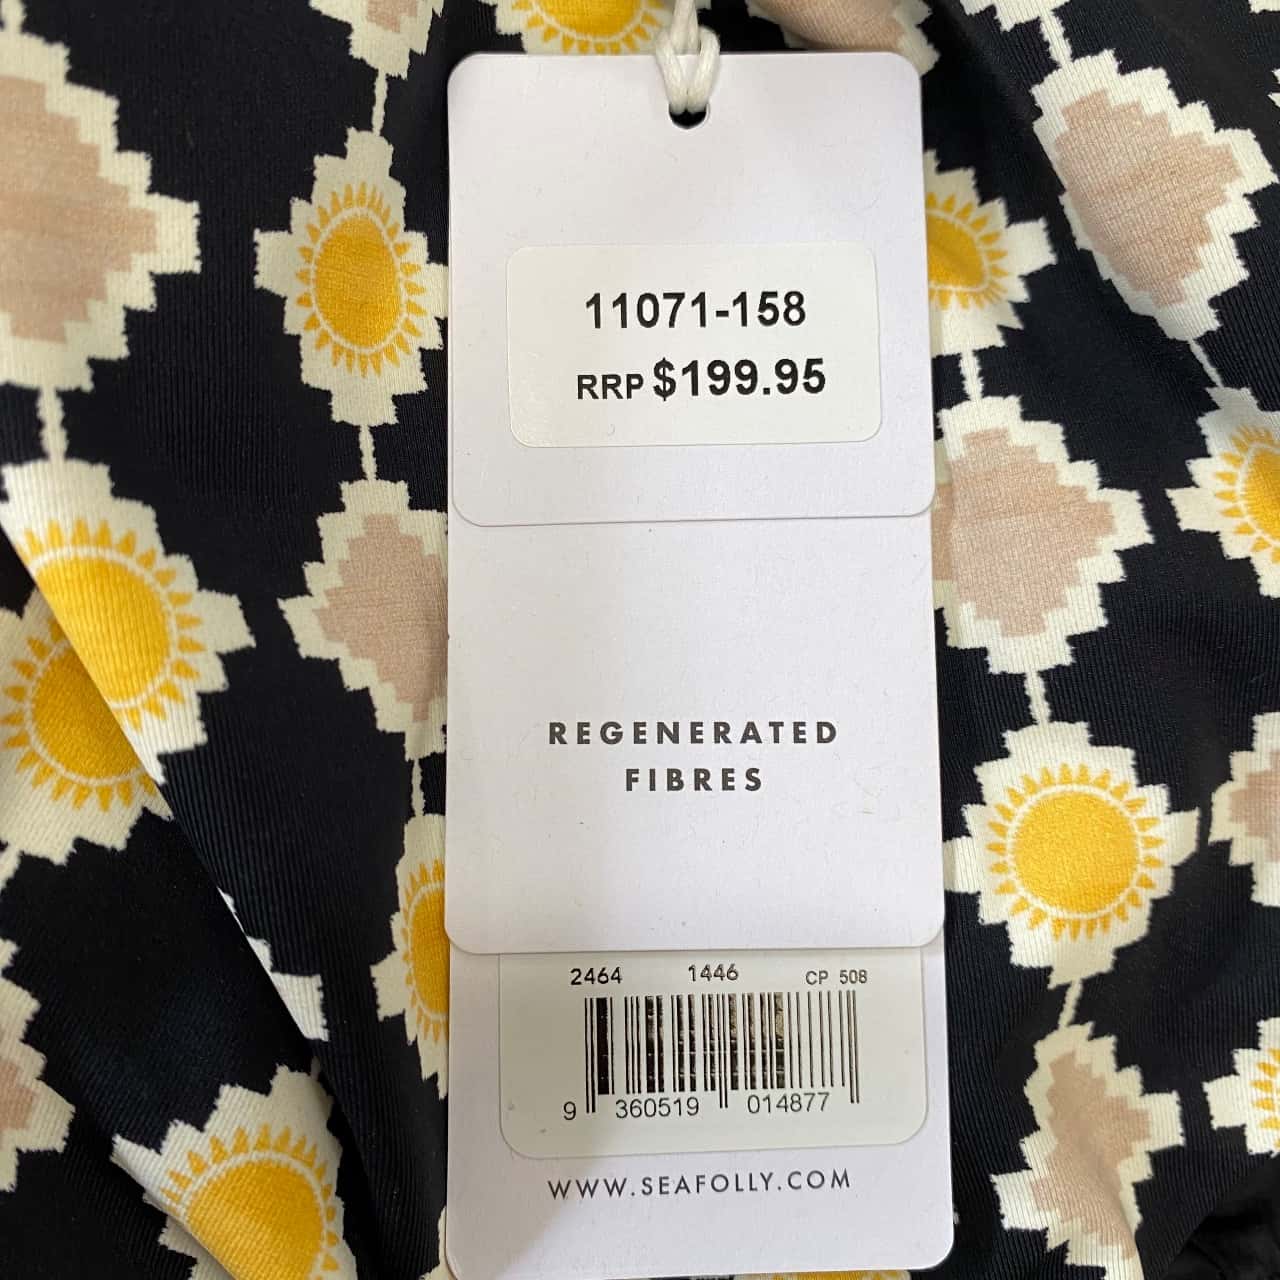 11071-158
RRP $199.95
REGENERATED
FIBRES
2464 1446 CP 508
9 360519 014877
WWW.SEAFOLLY.COM